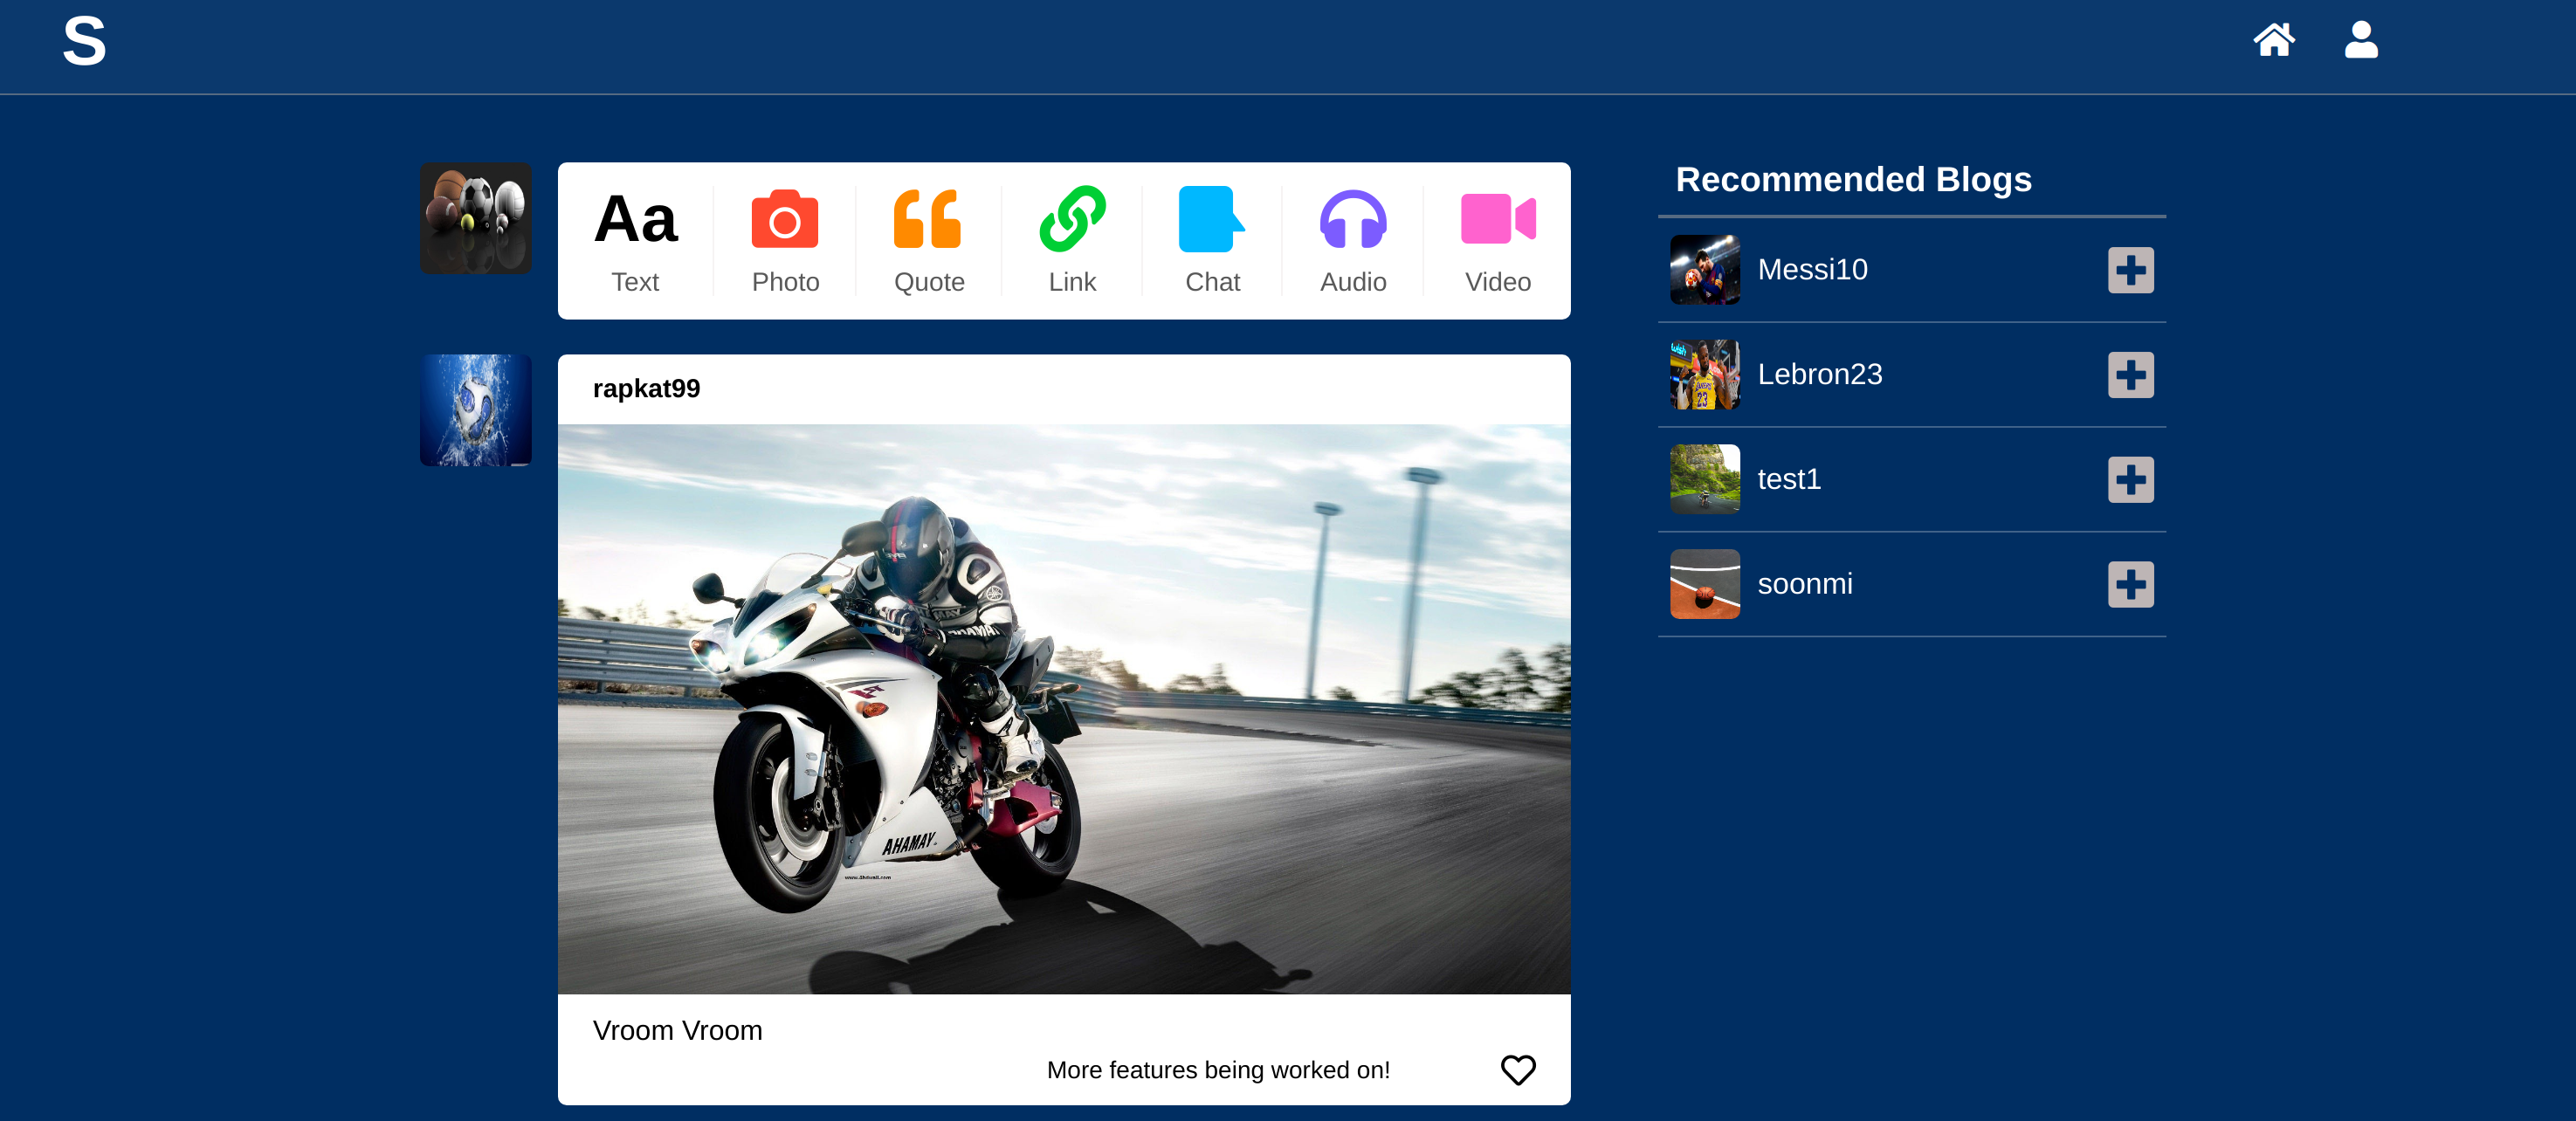 S
Aa
Text
Photo
Quote
Link
Chat
Audio
Video
Recommended Blogs
Messi10
Lebron23
test1
soonmi
rapkat99
AHAMAY
Vroom Vroom
More features being worked on!